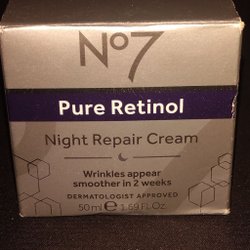 No7
Pure Retinol
Night Repair Cream
Wrinkles appear
smoother in 2 weeks
DERMATOLOGIST APPROVED
50ml e 1.69 Fl.Oz.